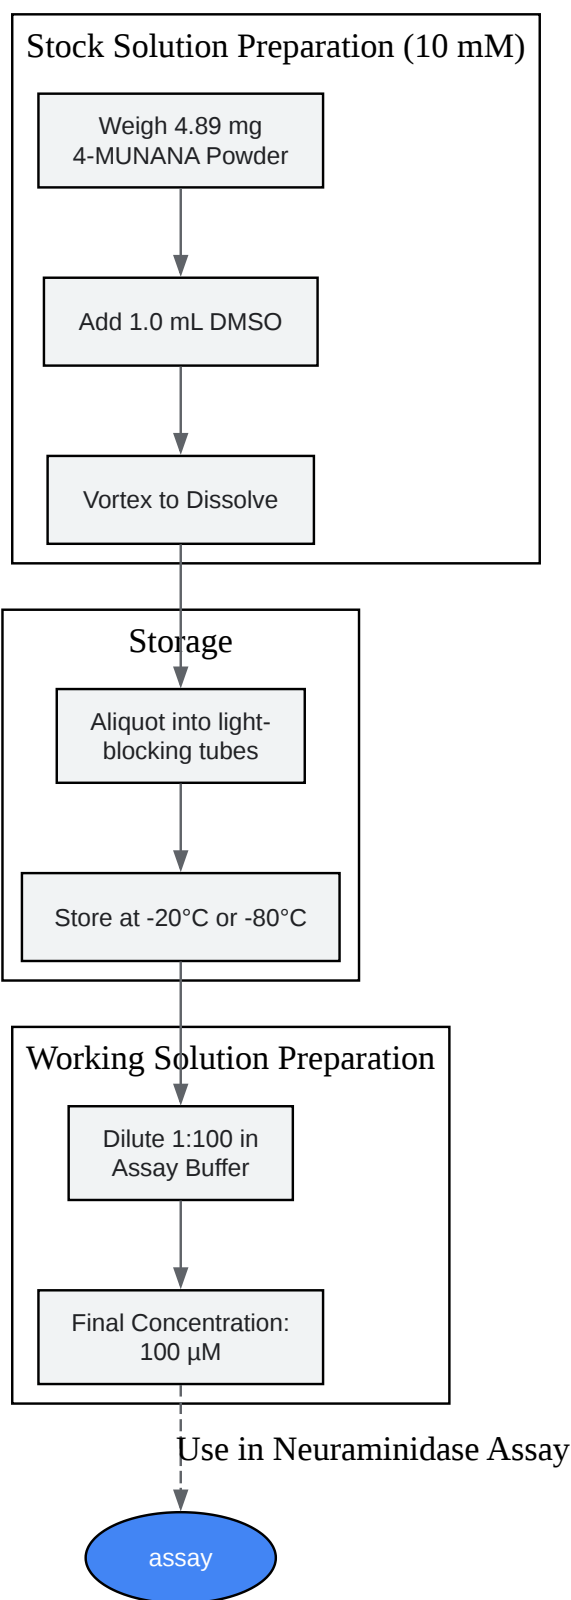 Stock Solution Preparation (10 mM)
Weigh 4.89 mg
4-MUNANA Powder
Add 1.0 mL DMSO
Vortex to Dissolve
Storage
Aliquot into light-
blocking tubes
Store at -20°C or -80°C
Working Solution Preparation
Dilute 1:100 in
Assay Buffer
Final Concentration:
100 µM
Use in Neuraminidase Assay
assay